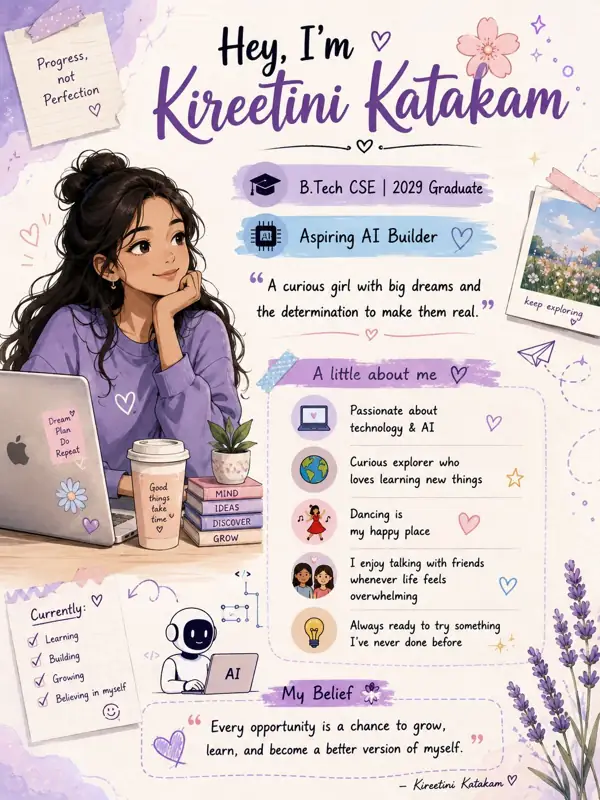 Progress,
not
Perfection
Hey, I'm
Kireetini Katakam
B.Tech CSE | 2029 Graduate
AI
Aspiring AI Builder
"A curious girl with big dreams and
the determination to make them real."
keep exploring
A little about me
Passionate about
technology & AI
Curious explorer who
loves learning new things
Dancing is
my happy place
I enjoy talking with friends
whenever life feels
overwhelming
Always ready to try something
I've never done before
Dream
Plan
Do
Repeat
Good
things
take
time
MIND
IDEAS
DISCOVER
GROW
Currently:
Learning
Building
Growing
Believing in myself
</>
</>
AI
My Belief
"Every opportunity is a chance to grow,
learn, and become a better version of myself."
– Kireetini Katakam